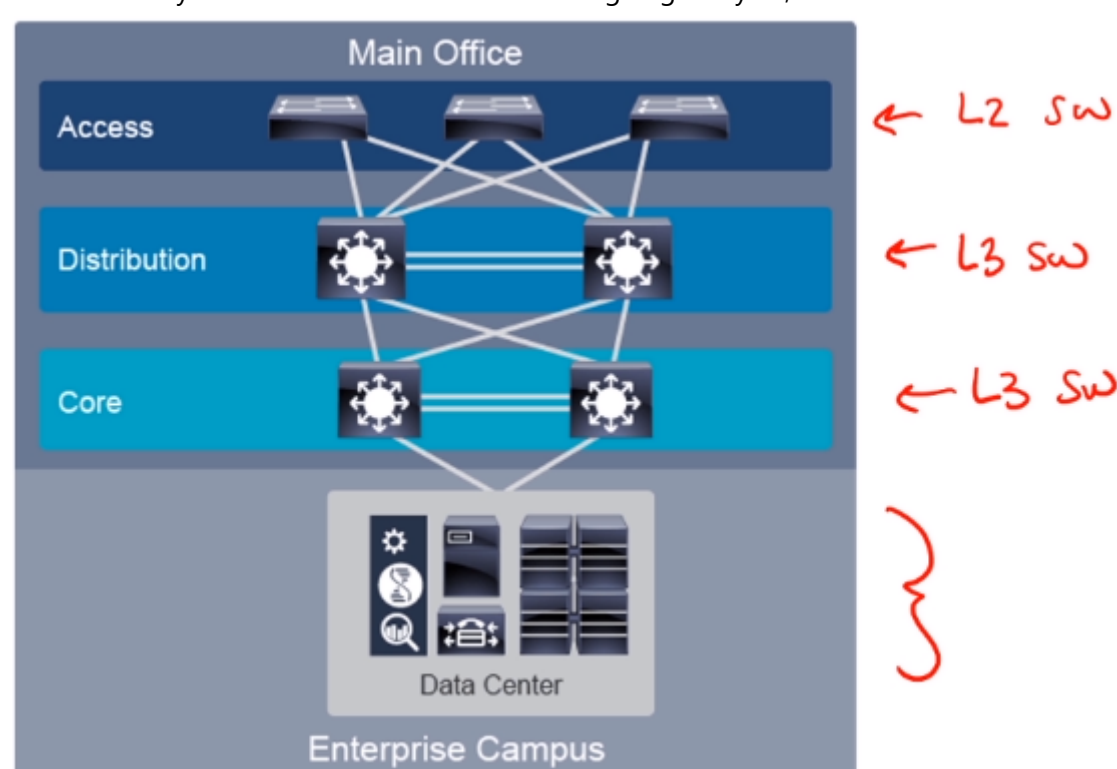 Main Office
Access
← L2 SW
Distribution
← L3 SW
Core
← L3 SW
Data Center
Enterprise Campus